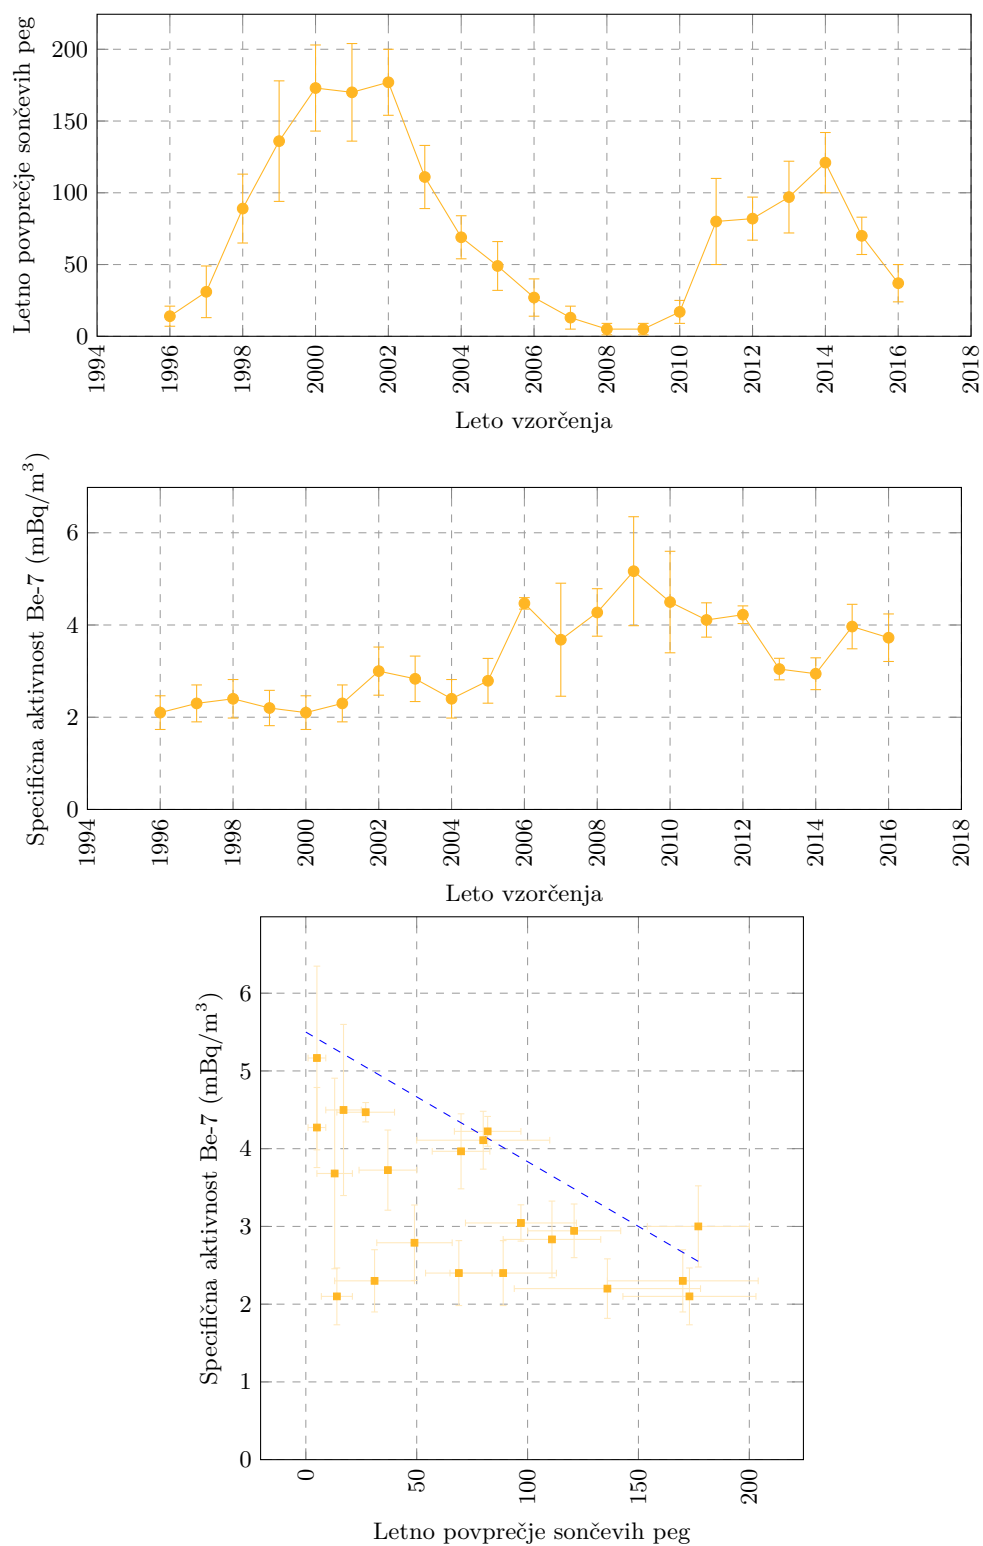 Letno povprečje sončevih peg
200
150
100
50
0
1994 1996 1998 2000 2002 2004 2006 2008 2010 2012 2014 2016 2018
Leto vzorčenja
Specifična aktivnost Be-7 (mBq/m³)
6
4
2
0
1994 1996 1998 2000 2002 2004 2006 2008 2010 2012 2014 2016 2018
Leto vzorčenja
Specifična aktivnost Be-7 (mBq/m³)
6
5
4
3
2
1
0
0 50 100 150 200
Letno povprečje sončevih peg